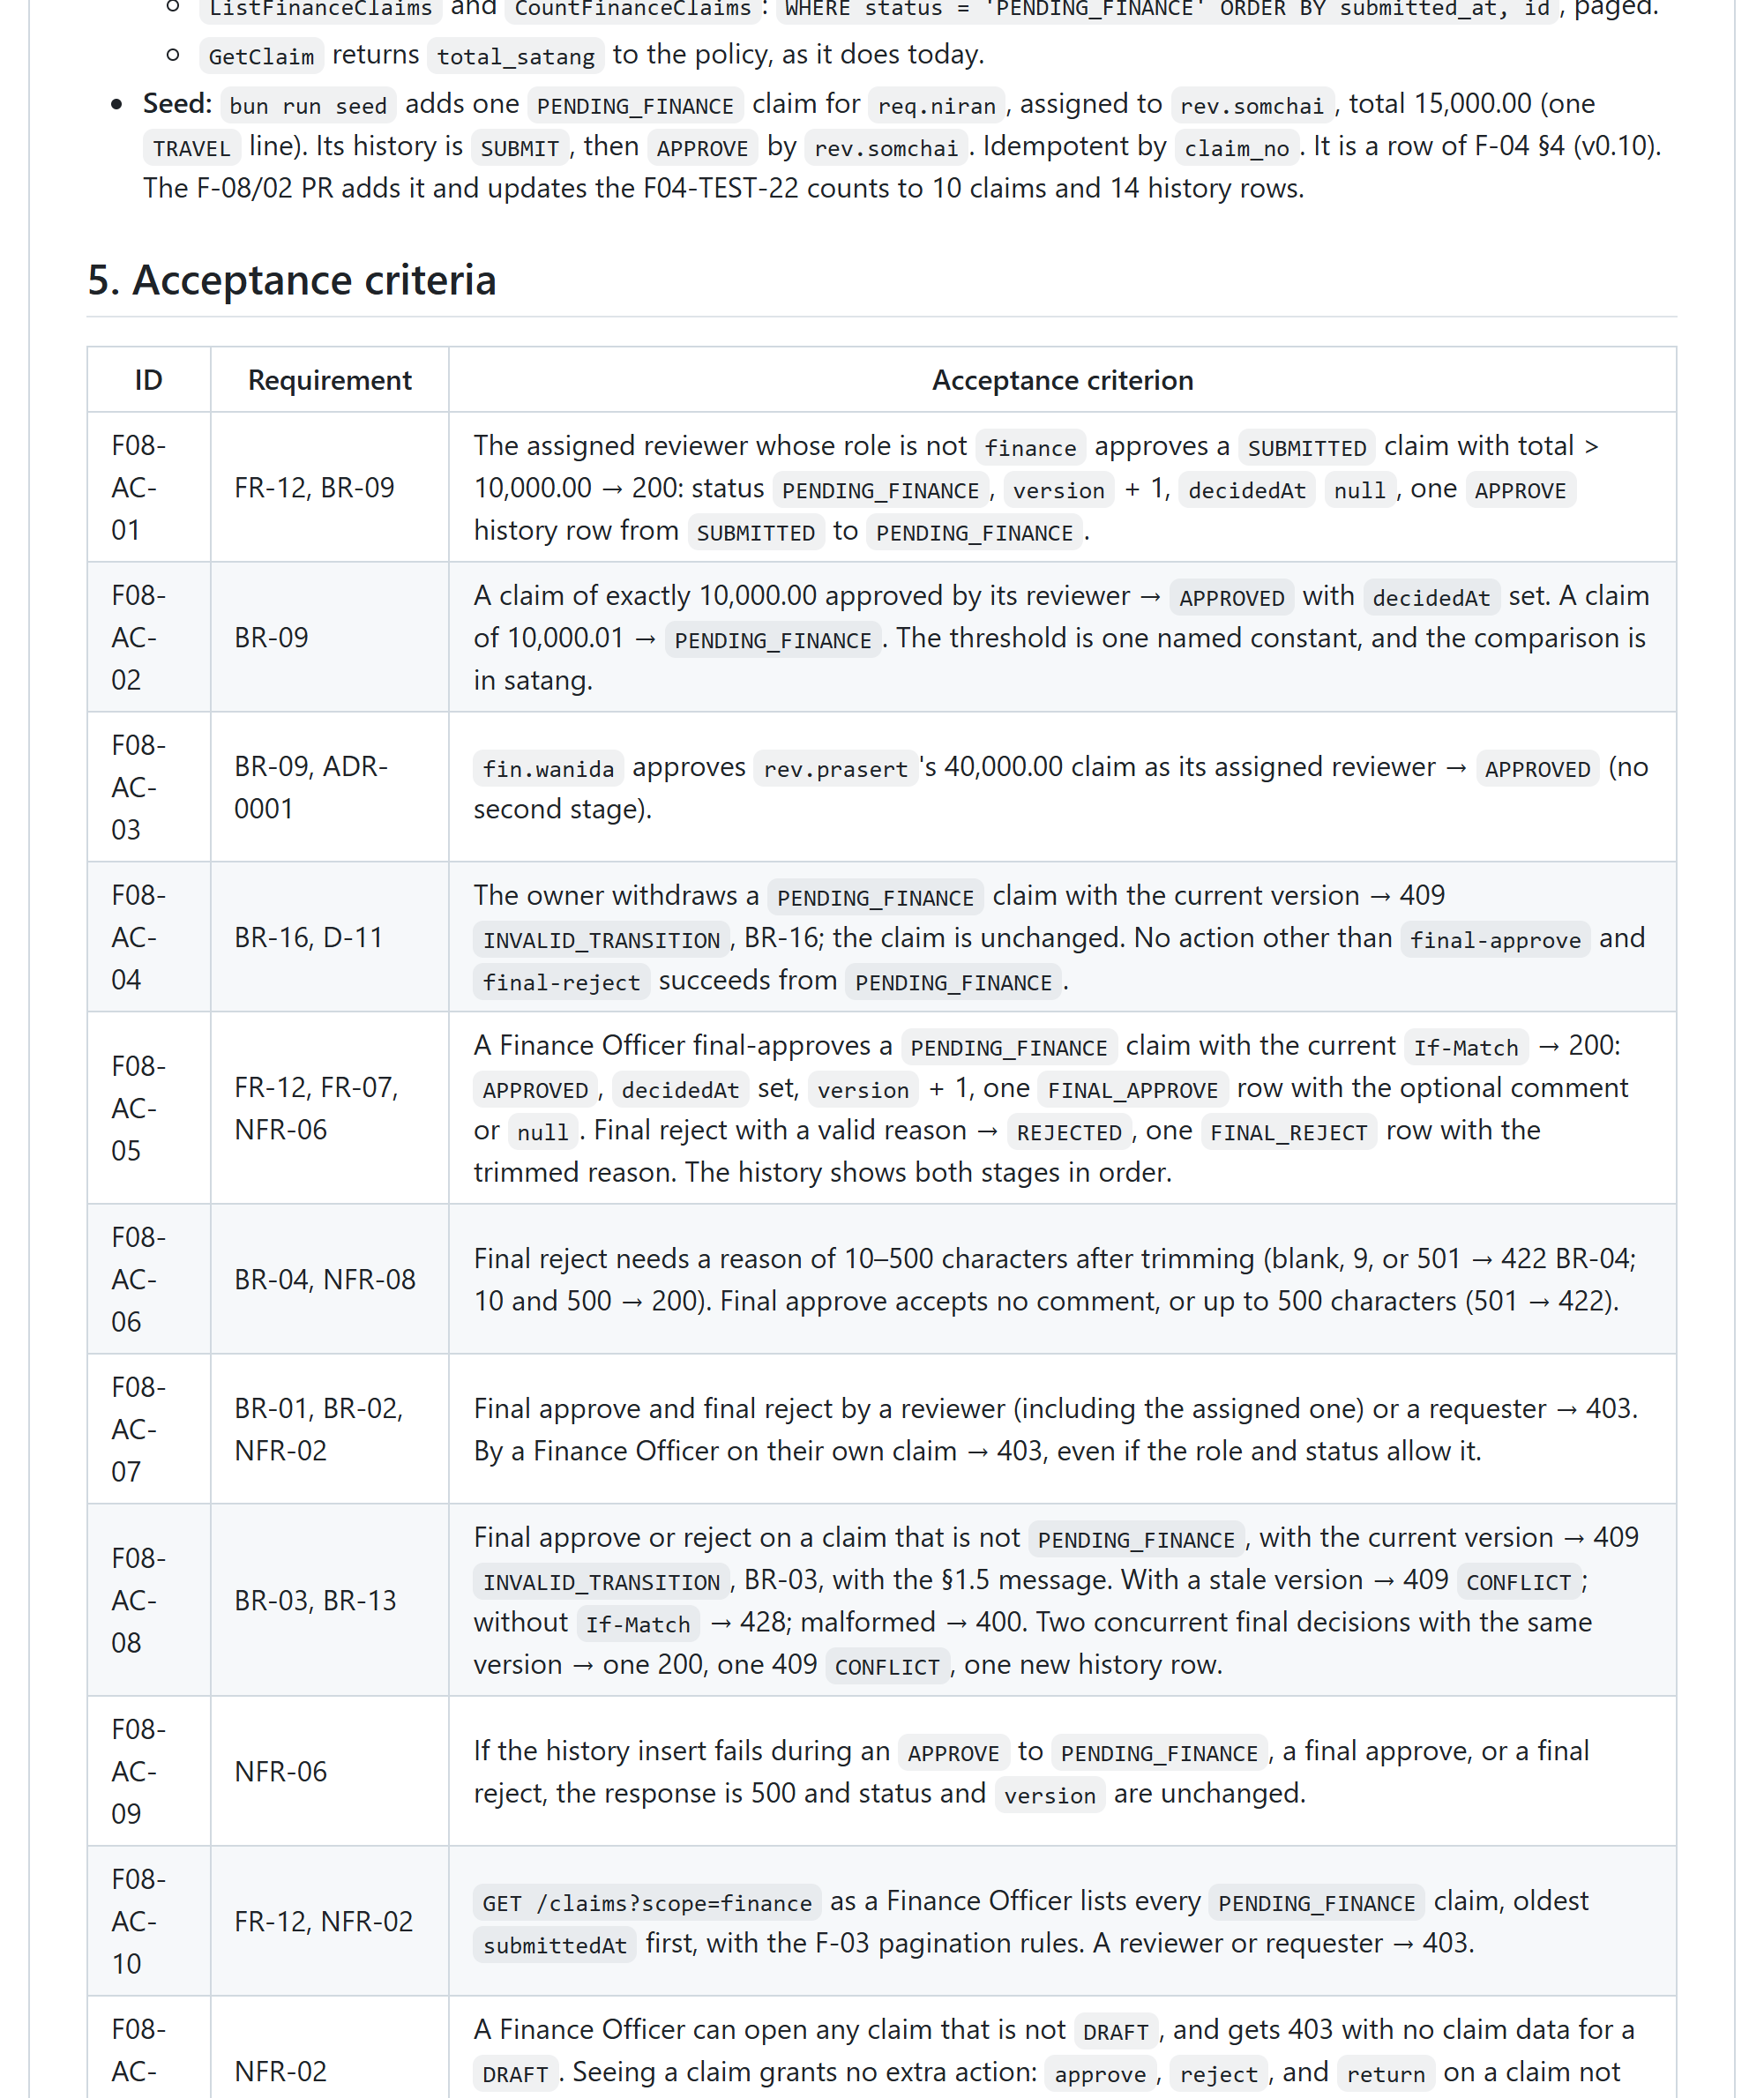 ListFinanceClaims and CountFinanceClaims: WHERE status = 'PENDING_FINANCE' ORDER BY submitted_at, id, paged.
GetClaim returns total_satang to the policy, as it does today.
Seed: bun run seed adds one PENDING_FINANCE claim for req.niran, assigned to rev.somchai, total 15,000.00 (one
TRAVEL line). Its history is SUBMIT, then APPROVE by rev.somchai. Idempotent by claim_no. It is a row of F-04 §4 (v0.10).
The F-08/02 PR adds it and updates the F04-TEST-22 counts to 10 claims and 14 history rows.
5. Acceptance criteria
ID Requirement Acceptance criterion
F08-
AC-
01
FR-12, BR-09
The assigned reviewer whose role is not finance approves a SUBMITTED claim with total >
10,000.00 → 200: status PENDING_FINANCE, version + 1, decidedAt null, one APPROVE
history row from SUBMITTED to PENDING_FINANCE.
F08-
AC-
02
BR-09
A claim of exactly 10,000.00 approved by its reviewer → APPROVED with decidedAt set. A claim
of 10,000.01 → PENDING_FINANCE. The threshold is one named constant, and the comparison is
in satang.
F08-
AC-
03
BR-09, ADR-
0001
fin.wanida approves rev.prasert's 40,000.00 claim as its assigned reviewer → APPROVED (no
second stage).
F08-
AC-
04
BR-16, D-11
The owner withdraws a PENDING_FINANCE claim with the current version → 409
INVALID_TRANSITION, BR-16; the claim is unchanged. No action other than final-approve and
final-reject succeeds from PENDING_FINANCE.
F08-
AC-
05
FR-12, FR-07,
NFR-06
A Finance Officer final-approves a PENDING_FINANCE claim with the current If-Match → 200:
APPROVED, decidedAt set, version + 1, one FINAL_APPROVE row with the optional comment
or null. Final reject with a valid reason → REJECTED, one FINAL_REJECT row with the
trimmed reason. The history shows both stages in order.
F08-
AC-
06
BR-04, NFR-08
Final reject needs a reason of 10–500 characters after trimming (blank, 9, or 501 → 422 BR-04;
10 and 500 → 200). Final approve accepts no comment, or up to 500 characters (501 → 422).
F08-
AC-
07
BR-01, BR-02,
NFR-02
Final approve and final reject by a reviewer (including the assigned one) or a requester → 403.
By a Finance Officer on their own claim → 403, even if the role and status allow it.
F08-
AC-
08
BR-03, BR-13
Final approve or reject on a claim that is not PENDING_FINANCE, with the current version → 409
INVALID_TRANSITION, BR-03, with the §1.5 message. With a stale version → 409 CONFLICT;
without If-Match → 428; malformed → 400. Two concurrent final decisions with the same
version → one 200, one 409 CONFLICT, one new history row.
F08-
AC-
09
NFR-06
If the history insert fails during an APPROVE to PENDING_FINANCE, a final approve, or a final
reject, the response is 500 and status and version are unchanged.
F08-
AC-
10
FR-12, NFR-02
GET /claims?scope=finance as a Finance Officer lists every PENDING_FINANCE claim, oldest
submittedAt first, with the F-03 pagination rules. A reviewer or requester → 403.
F08-
AC-
NFR-02
A Finance Officer can open any claim that is not DRAFT, and gets 403 with no claim data for a
DRAFT. Seeing a claim grants no extra action: approve, reject, and return on a claim not